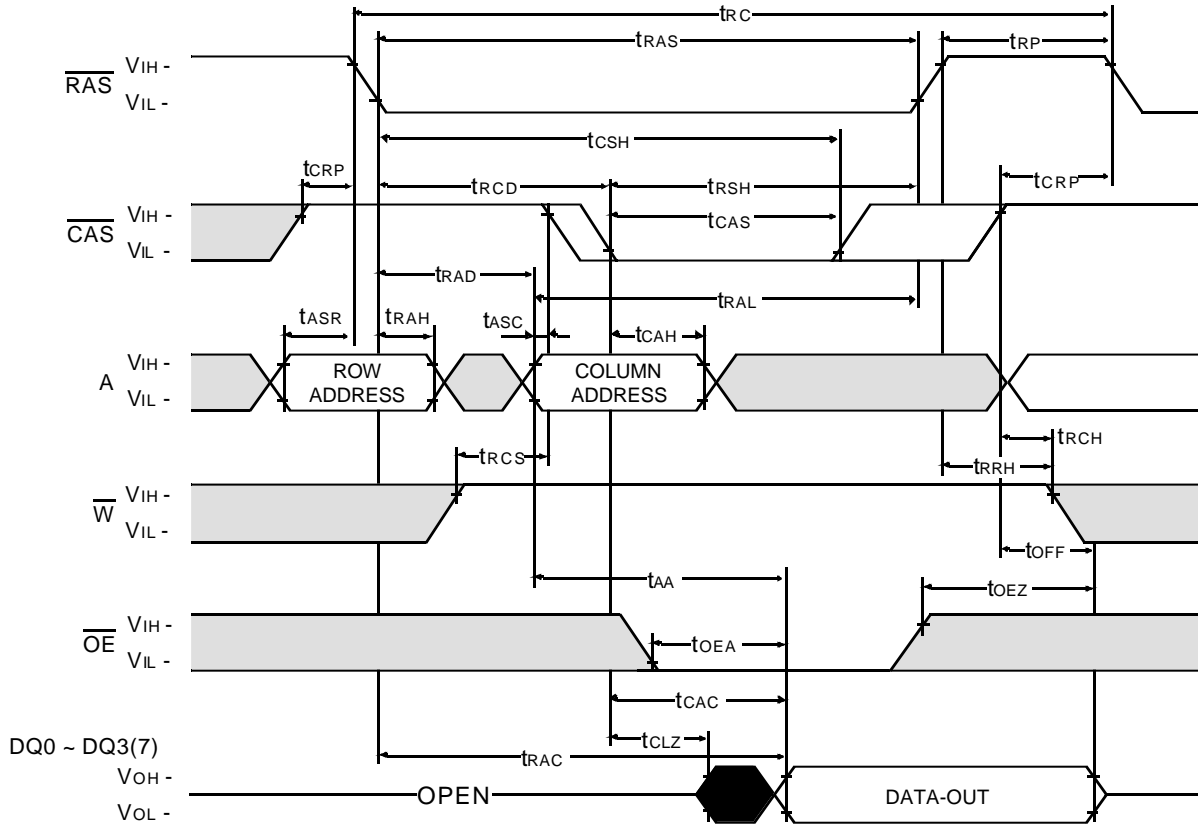 tRC
tRAS
tRP
RAS
VIH -
VIL -
tCSH
tCRP
tRCD
tRSH
tCRP
CAS
VIH -
VIL -
tCAS
tRAD
tRAL
tASR
tRAH
tASC
tCAH
A
VIH -
VIL -
ROW
ADDRESS
COLUMN
ADDRESS
tRCS
tRCH
tRRH
W
VIH -
VIL -
tOFF
tAA
tOEZ
OE
VIH -
VIL -
tOEA
tCAC
tCLZ
DQ0 ~ DQ3(7)
tRAC
VOH -
VOL -
OPEN
DATA-OUT